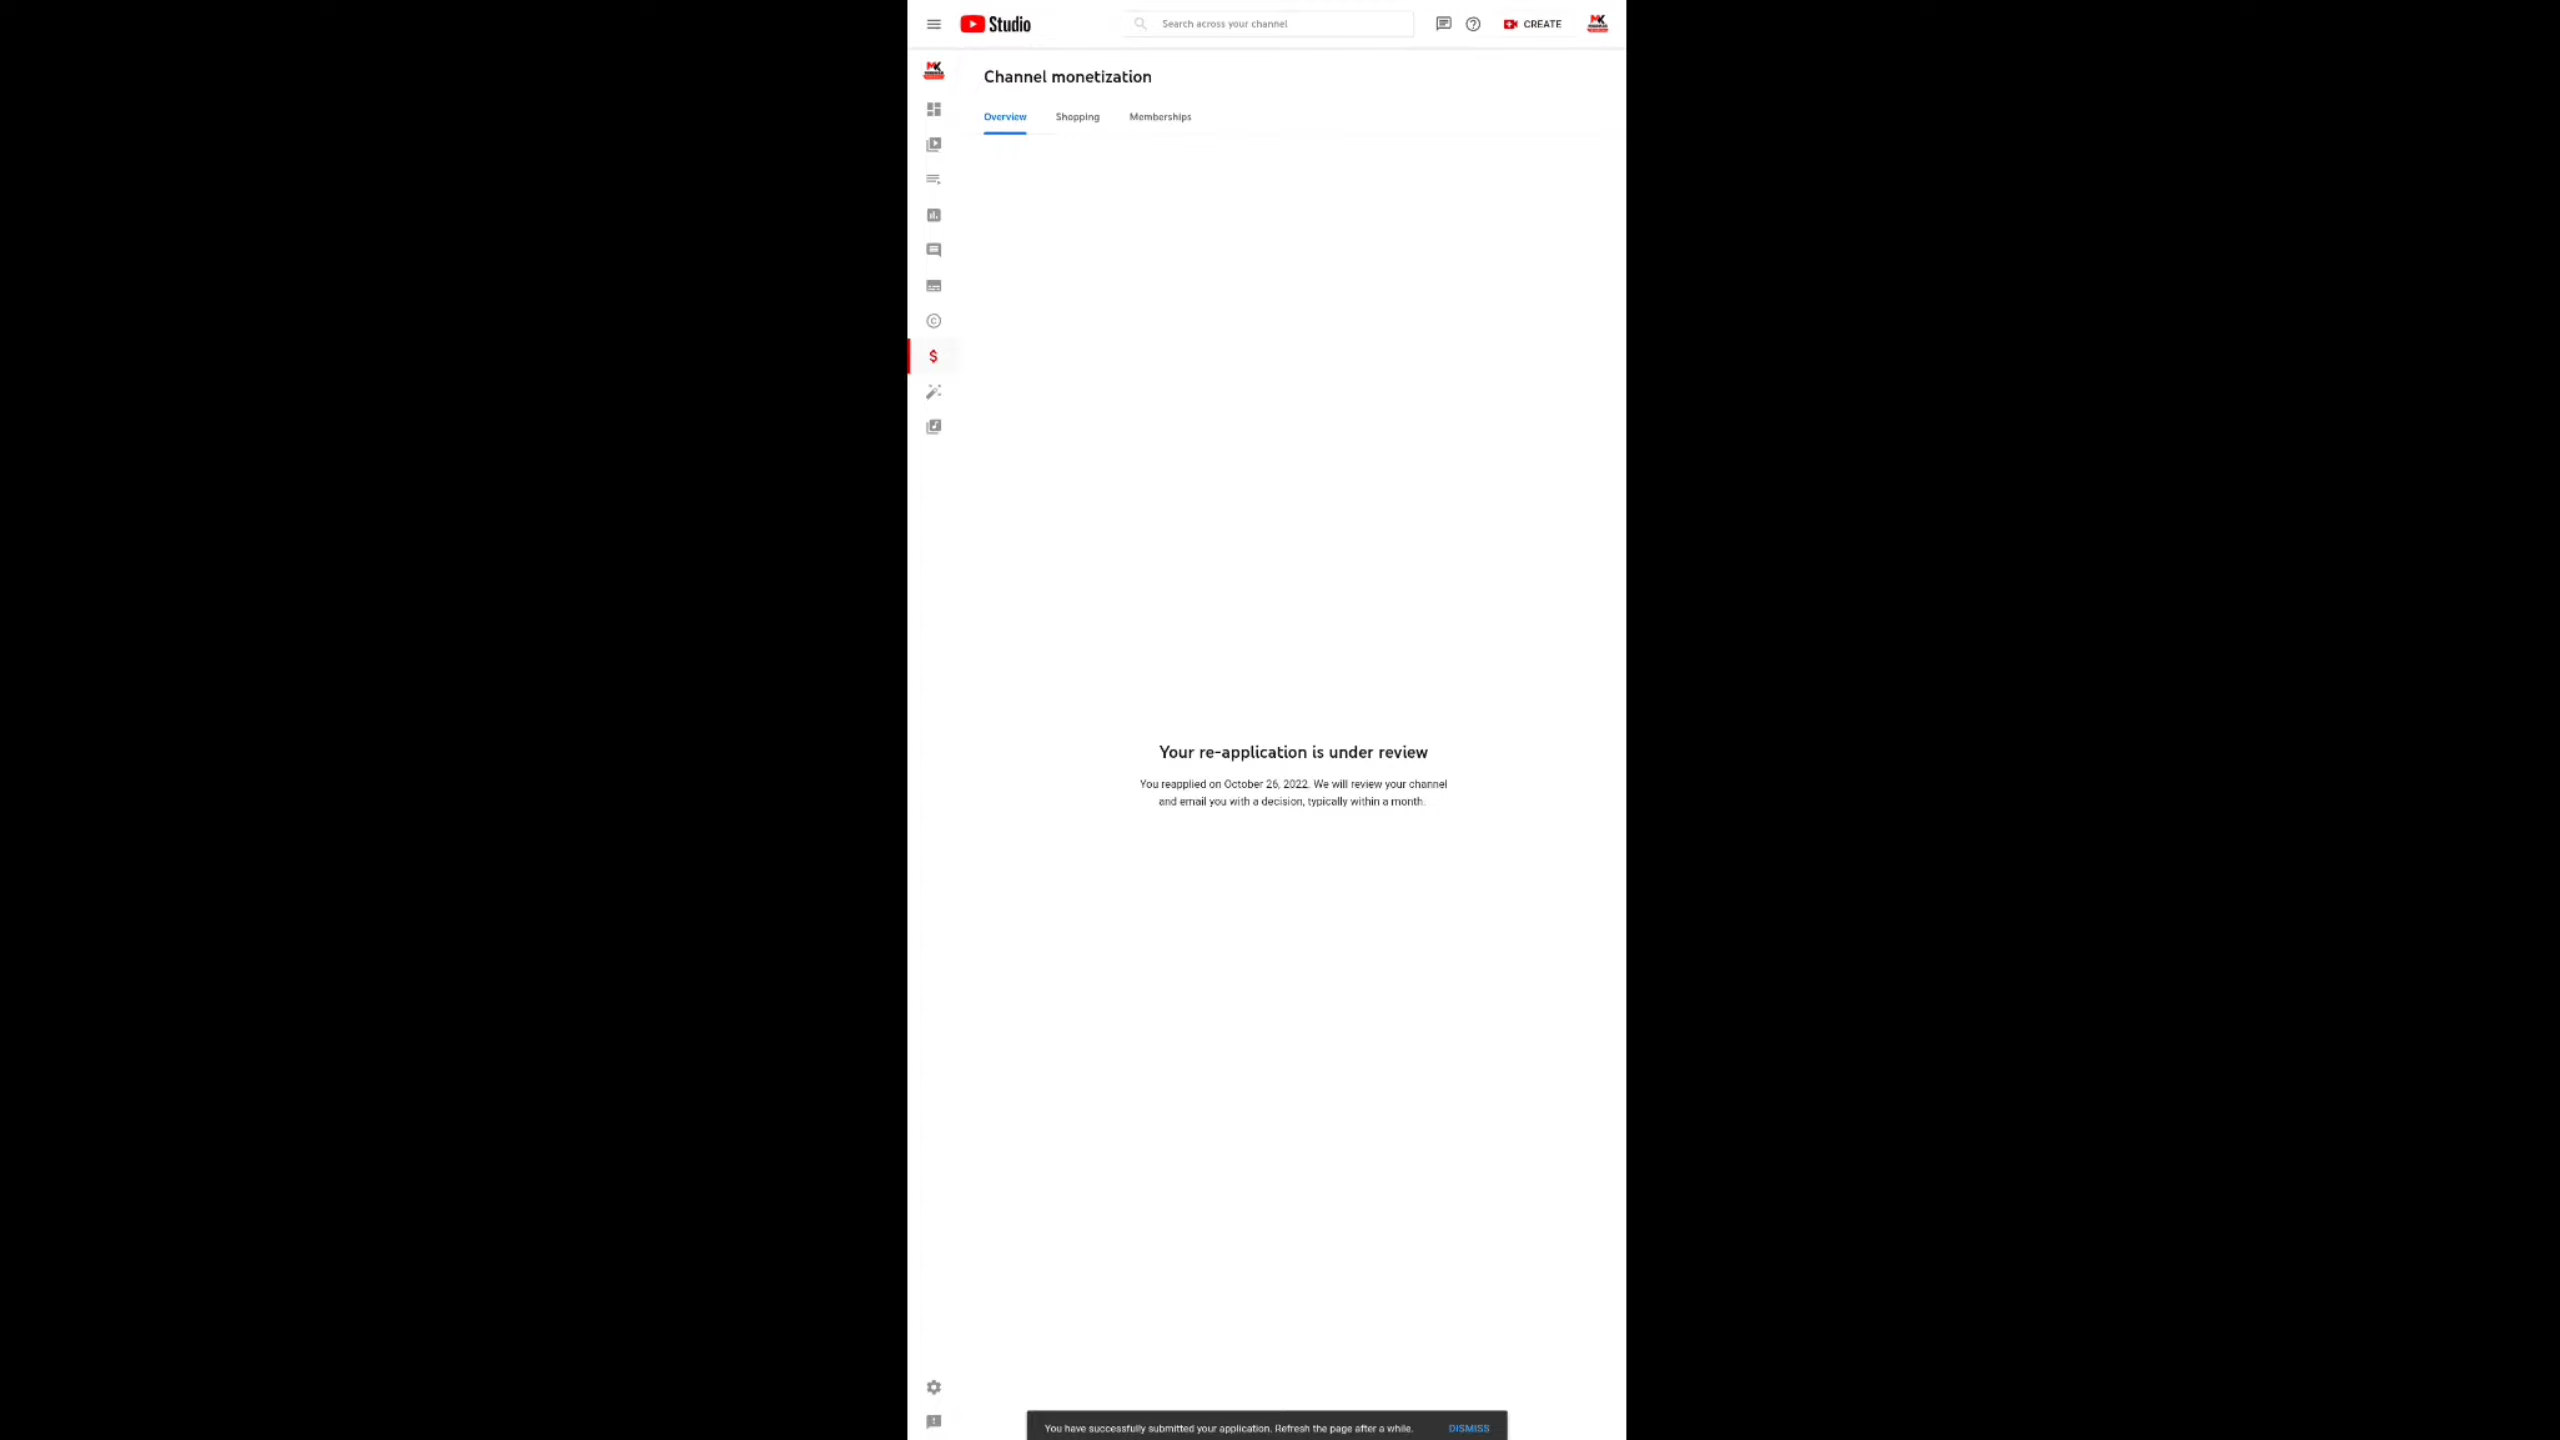 Studio
Search across your channel
CREATE
MK
MK
Channel monetization
Overview
Shopping
Memberships
$
Your re-application is under review
You reapplied on October 26, 2022. We will review your channel
and email you with a decision, typically within a month.
You have successfully submitted your application. Refresh the page after a while.
DISMISS